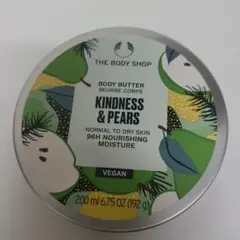 THE BODY SHOP
BODY BUTTER
BEURRE CORPS
KINDNESS
& PEARS
NORMAL TO DRY SKIN
96H NOURISHING
MOISTURE
VEGAN
200 ml 6.75 OZ (192 g)